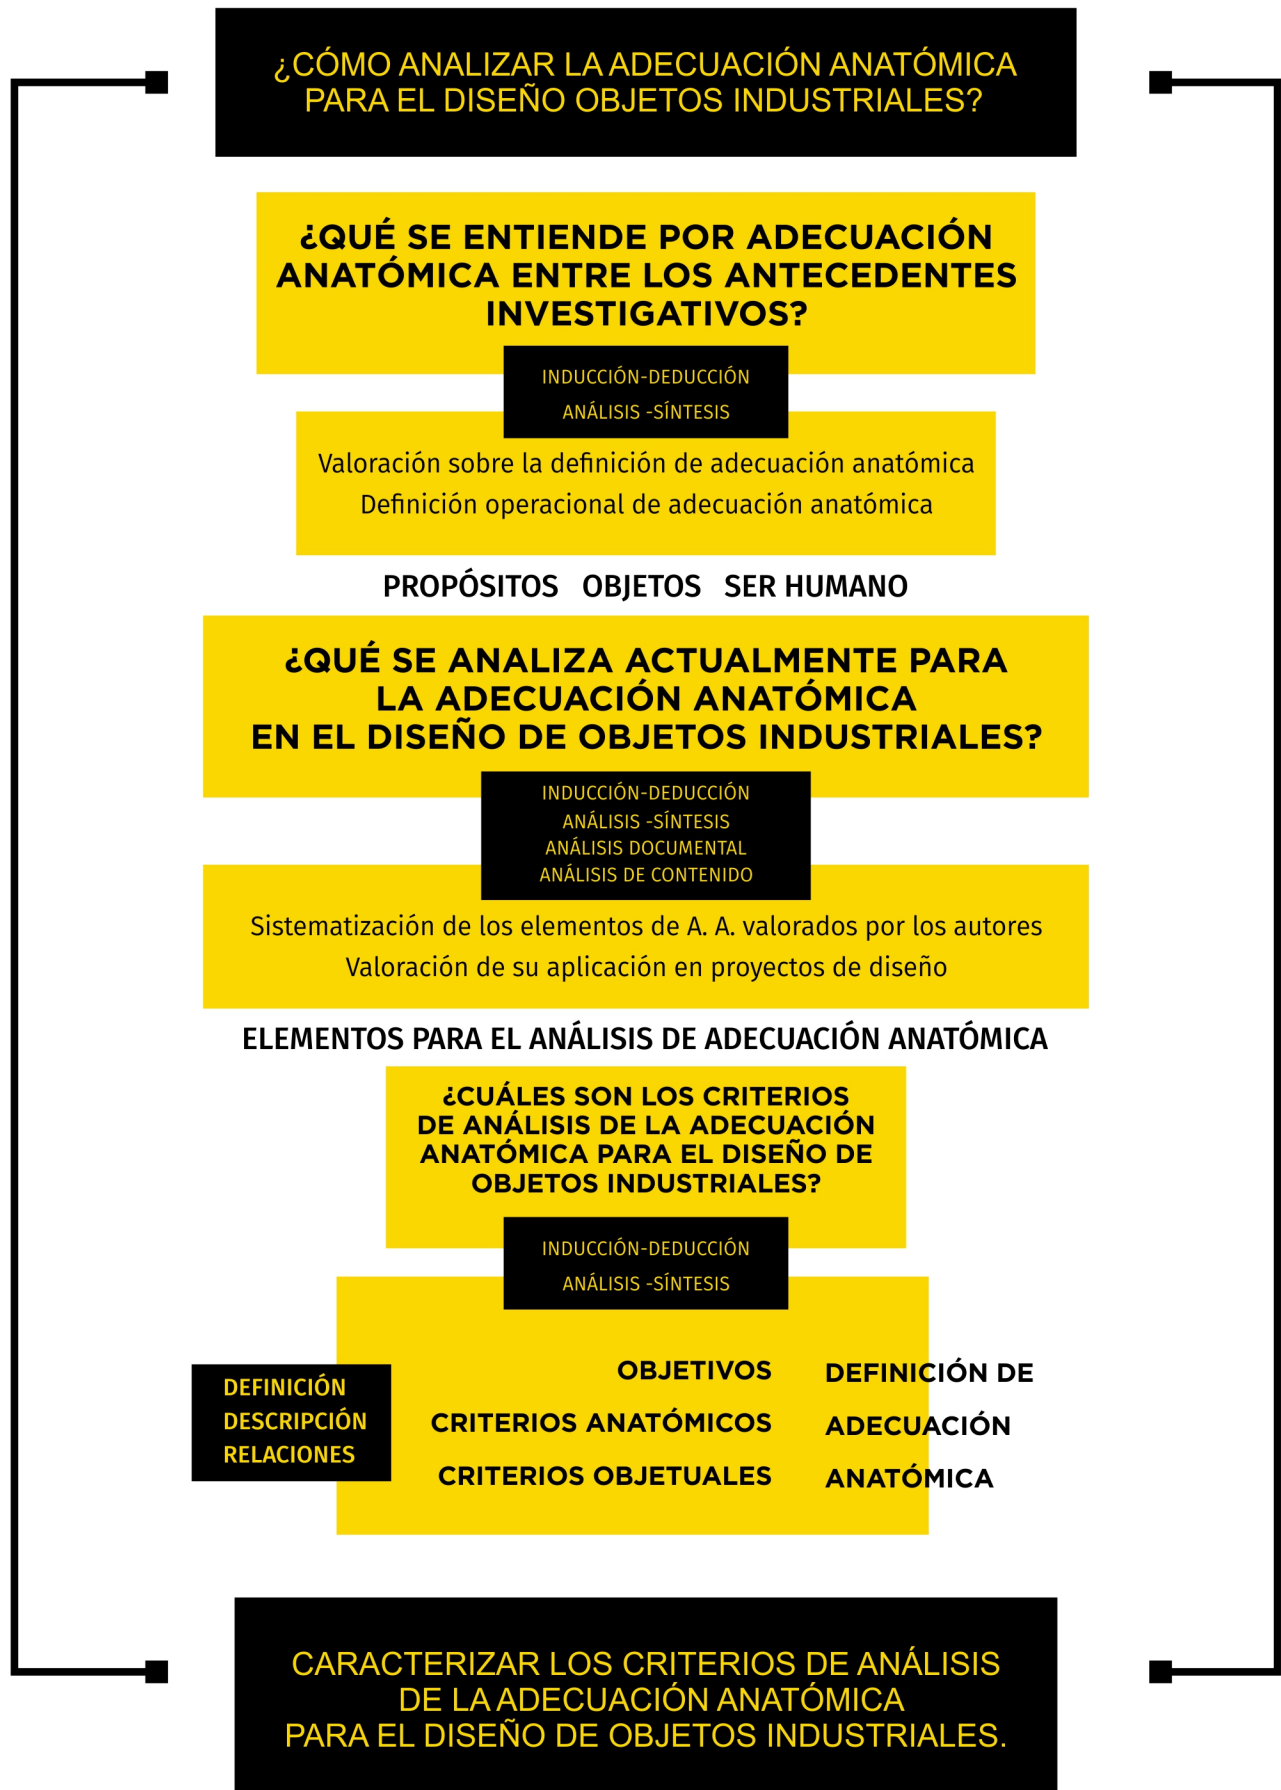 ¿CÓMO ANALIZAR LA ADECUACIÓN ANATÓMICA
PARA EL DISEÑO OBJETOS INDUSTRIALES?
¿QUÉ SE ENTIENDE POR ADECUACIÓN
ANATÓMICA ENTRE LOS ANTECEDENTES
INVESTIGATIVOS?
INDUCCIÓN-DEDUCCIÓN
ANÁLISIS -SÍNTESIS
Valoración sobre la definición de adecuación anatómica
Definición operacional de adecuación anatómica
PROPÓSITOS OBJETOS SER HUMANO
¿QUÉ SE ANALIZA ACTUALMENTE PARA
LA ADECUACIÓN ANATÓMICA
EN EL DISEÑO DE OBJETOS INDUSTRIALES?
INDUCCIÓN-DEDUCCIÓN
ANÁLISIS -SÍNTESIS
ANÁLISIS DOCUMENTAL
ANÁLISIS DE CONTENIDO
Sistematización de los elementos de A. A. valorados por los autores
Valoración de su aplicación en proyectos de diseño
ELEMENTOS PARA EL ANÁLISIS DE ADECUACIÓN ANATÓMICA
¿CUÁLES SON LOS CRITERIOS
DE ANÁLISIS DE LA ADECUACIÓN
ANATÓMICA PARA EL DISEÑO DE
OBJETOS INDUSTRIALES?
INDUCCIÓN-DEDUCCIÓN
ANÁLISIS -SÍNTESIS
DEFINICIÓN
DESCRIPCIÓN
RELACIONES
OBJETIVOS
CRITERIOS ANATÓMICOS
CRITERIOS OBJETUALES
DEFINICIÓN DE
ADECUACIÓN
ANATÓMICA
CARACTERIZAR LOS CRITERIOS DE ANÁLISIS
DE LA ADECUACIÓN ANATÓMICA
PARA EL DISEÑO DE OBJETOS INDUSTRIALES.